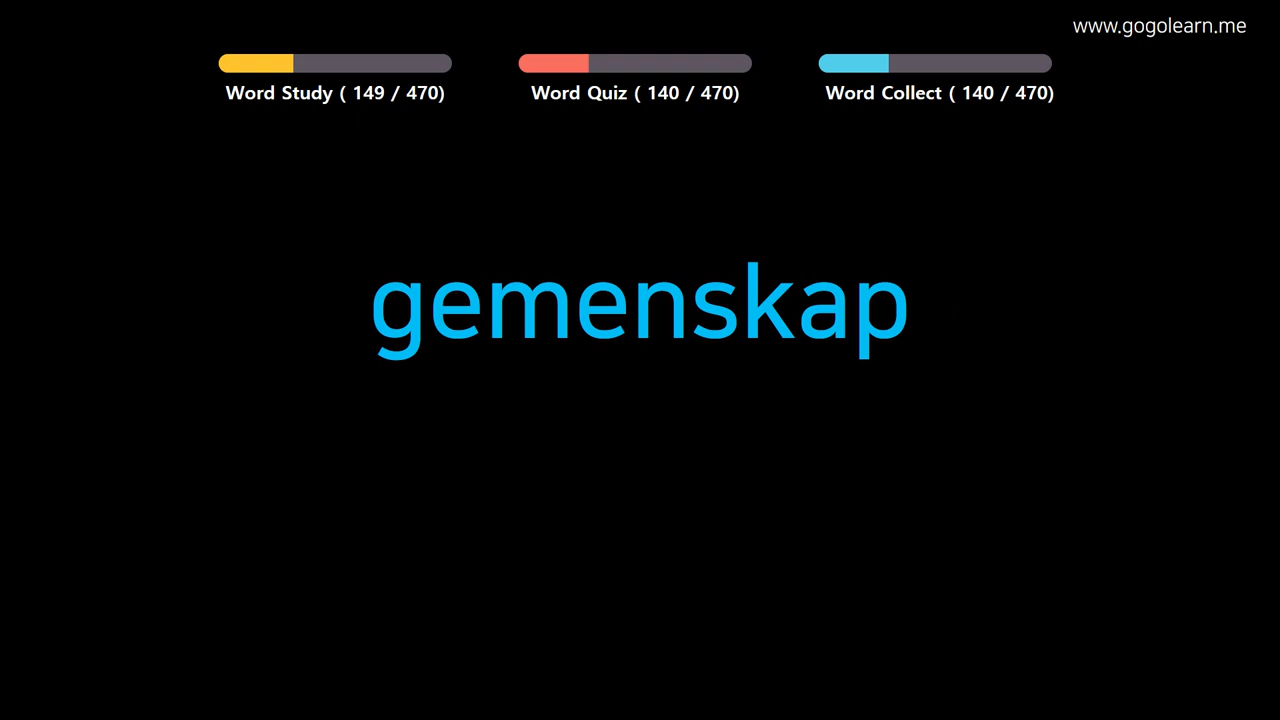 www.gogolearn.me
Word Study ( 149 / 470)
Word Quiz ( 140 / 470)
Word Collect ( 140 / 470)
gemenskap